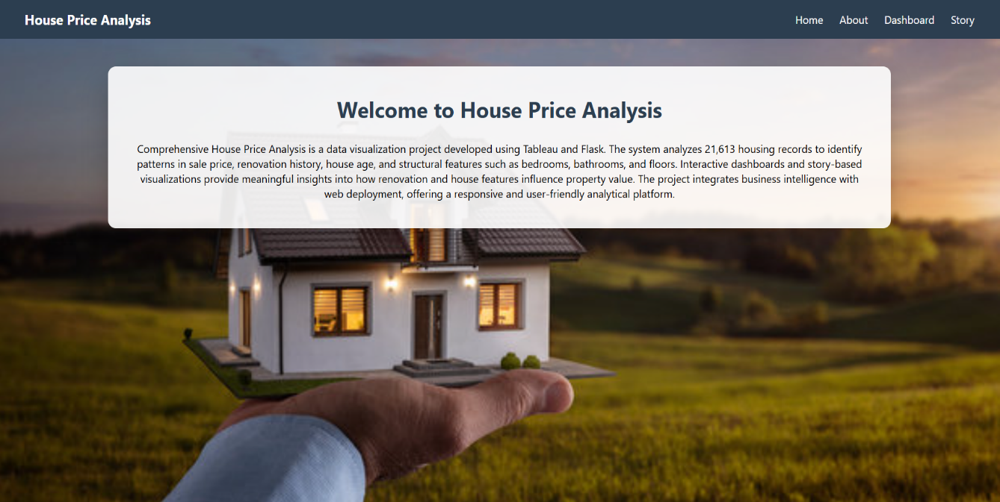 House Price Analysis
Home About Dashboard Story
Welcome to House Price Analysis
Comprehensive House Price Analysis is a data visualization project developed using Tableau and Flask. The system analyzes 21,613 housing records to identify
patterns in sale price, renovation history, house age, and structural features such as bedrooms, bathrooms, and floors. Interactive dashboards and story-based
visualizations provide meaningful insights into how renovation and house features influence property value. The project integrates business intelligence with
web deployment, offering a responsive and user-friendly analytical platform.